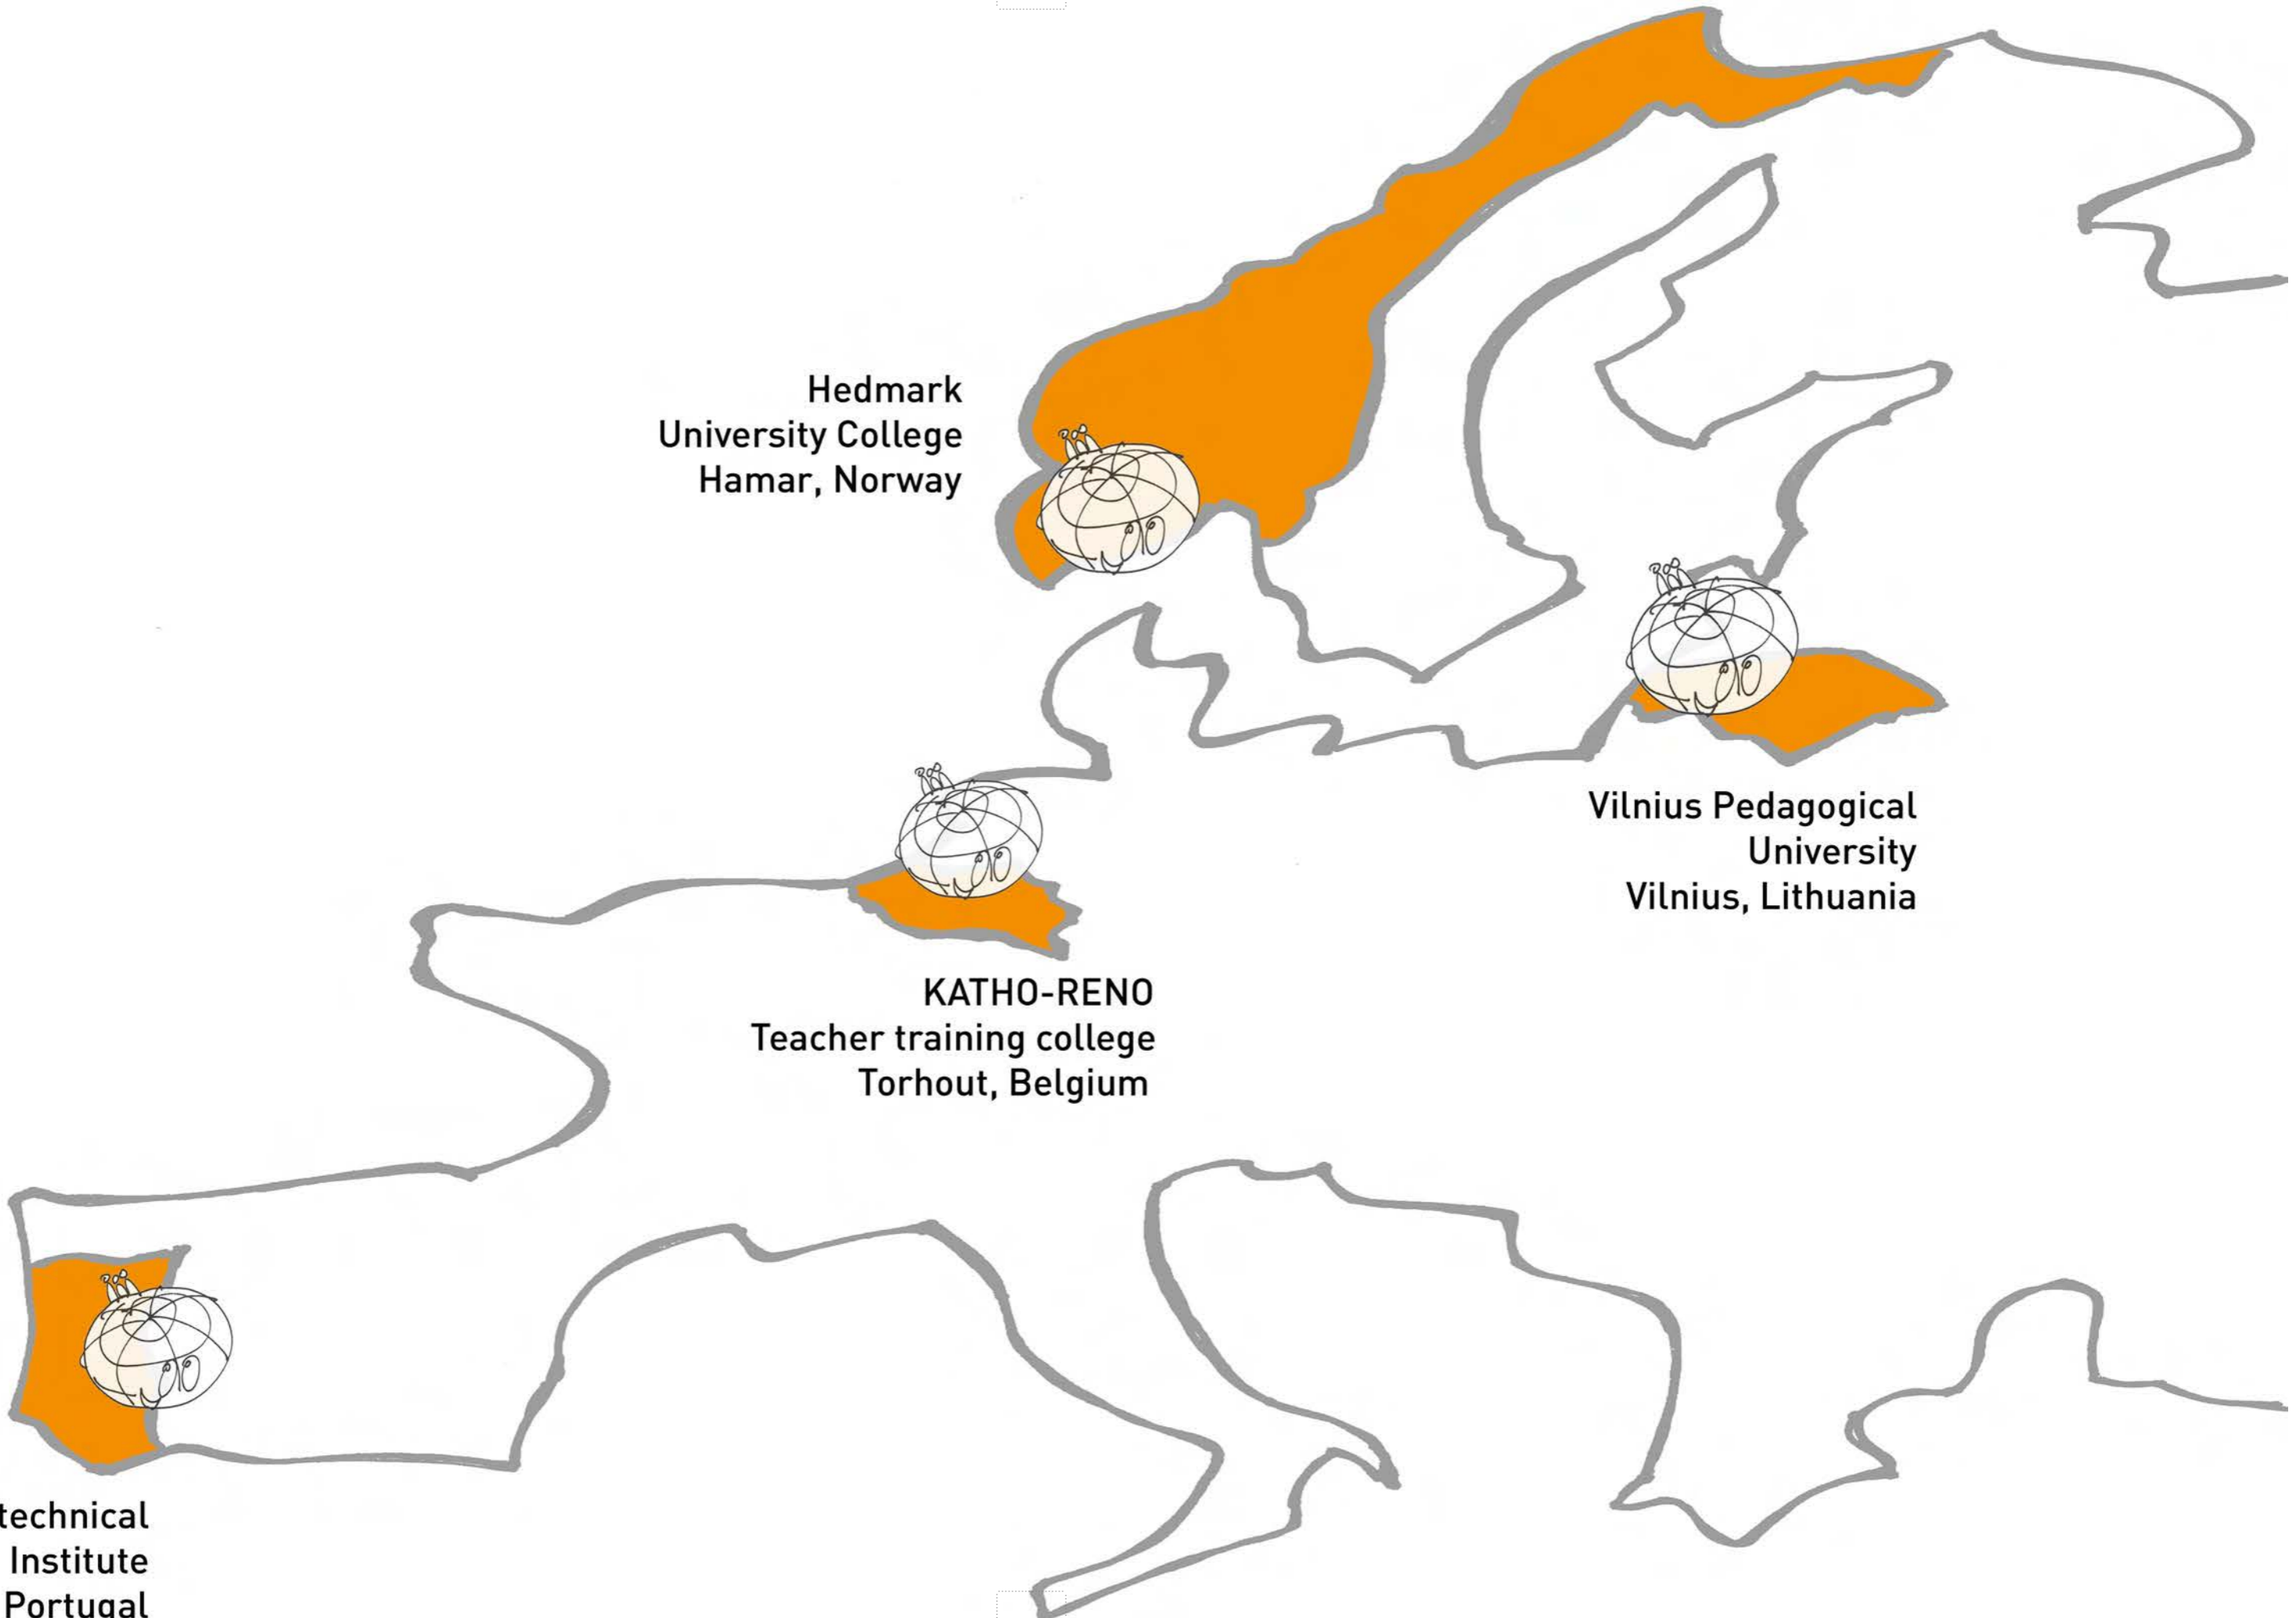 Hedmark
University College
Hamar, Norway
Vilnius Pedagogical
University
Vilnius, Lithuania
KATHO-RENO
Teacher training college
Torhout, Belgium
technical
Institute
Portugal